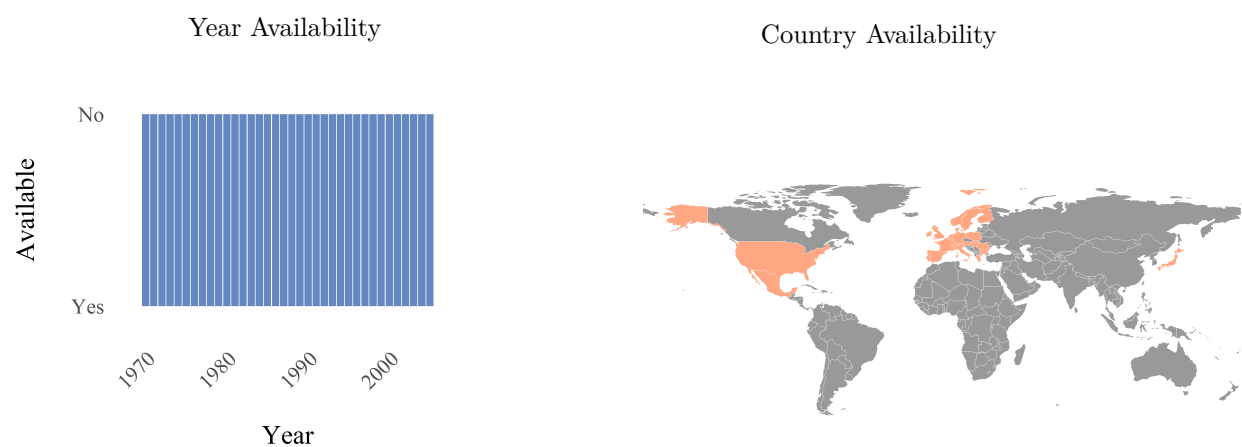 Year Availability
Country Availability
No
Available
Yes
1970
1980
1990
2000
Year